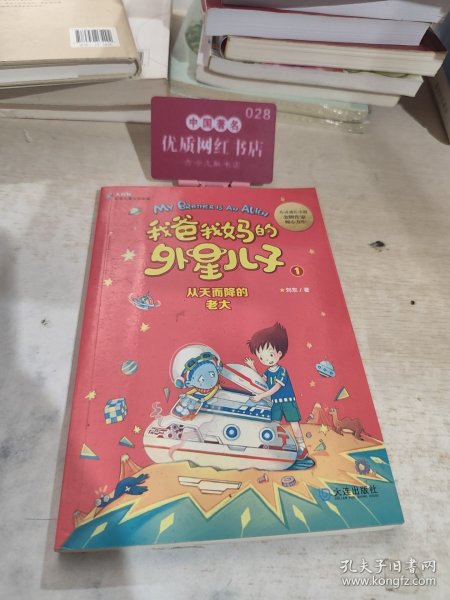 028
中国著名
优质网红书店
MY BROTHER IS AN ALIEN
我爸我妈的
外星儿子
1
从天而降的
老大
★刘东/著
大连出版社
孔夫子旧书网
www.kongfz.com